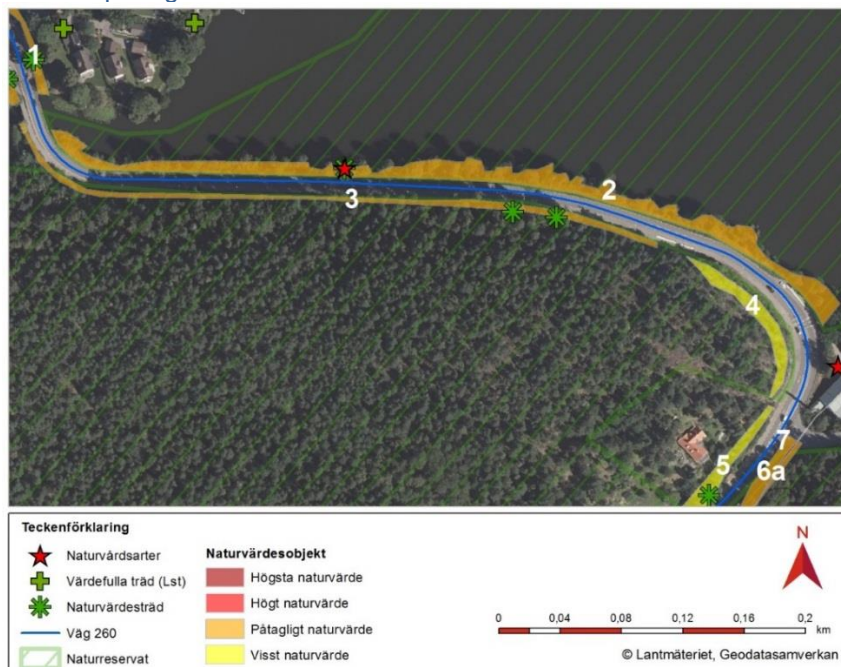 1
2
3
4
5
7
6a
Teckenförklaring
Naturvårdsarter
Värdefulla träd (Lst)
Naturvärdesträd
Väg 260
Naturreservat
Naturvärdesobjekt
Högsta naturvärde
Högt naturvärde
Påtagligt naturvärde
Visst naturvärde
N
0 0,04 0,08 0,12 0,16 0,2
km
© Lantmäteriet, Geodatasamverkan